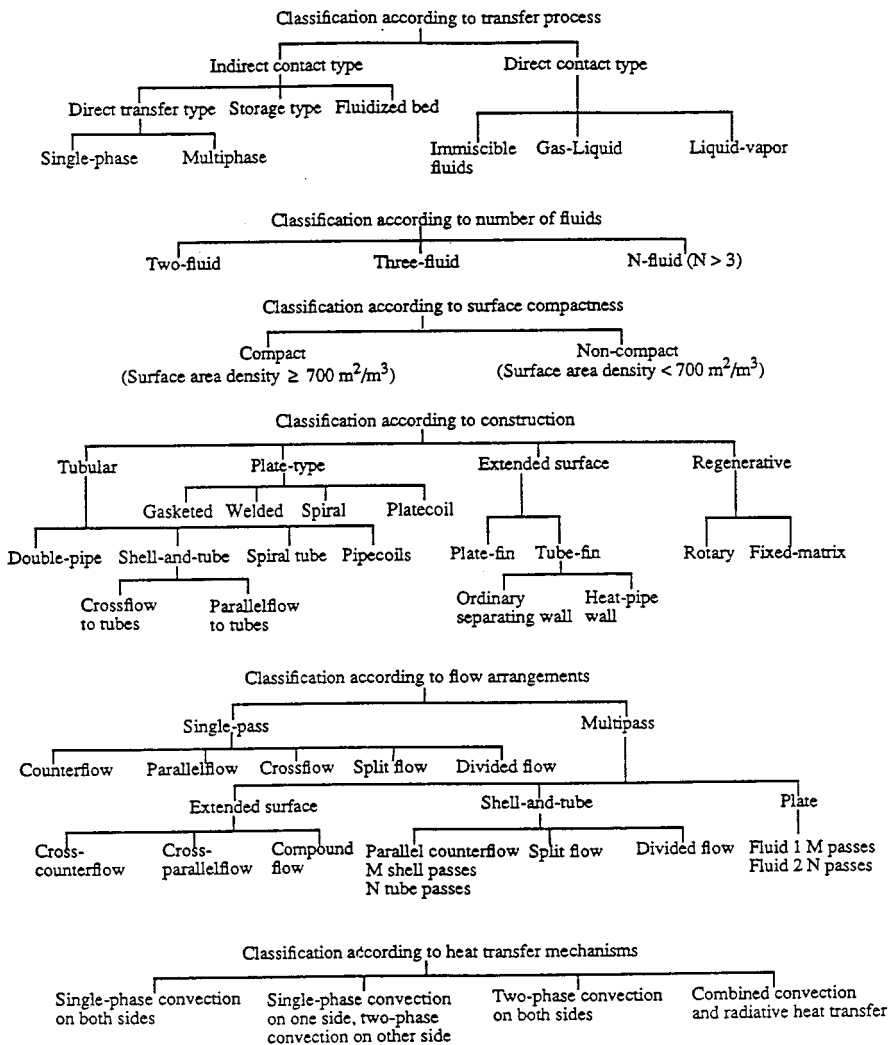 Classification according to transfer process
Indirect contact type Direct contact type
Direct transfer type Storage type Fluidized bed
Single-phase Multiphase
Immiscible fluids Gas-Liquid Liquid-vapor
Classification according to number of fluids
Two-fluid Three-fluid N-fluid (N > 3)
Classification according to surface compactness
Compact Non-compact
(Surface area density ≥ 700 m²/m³) (Surface area density < 700 m²/m³)
Classification according to construction
Tubular Plate-type Extended surface Regenerative
Gasketed Welded Spiral Platecoil
Double-pipe Shell-and-tube Spiral tube Pipecoils Plate-fin Tube-fin Rotary Fixed-matrix
Crossflow Parallelflow
to tubes to tubes
Ordinary Heat-pipe
separating wall wall
Classification according to flow arrangements
Single-pass Multipass
Counterflow Parallelflow Crossflow Split flow Divided flow
Extended surface Shell-and-tube Plate
Cross- Cross- Compound
counterflow parallelflow flow
Parallel counterflow Split flow Divided flow
M shell passes
N tube passes
Fluid 1 M passes
Fluid 2 N passes
Classification according to heat transfer mechanisms
Single-phase convection
on both sides
Single-phase convection
on one side, two-phase
convection on other side
Two-phase convection
on both sides
Combined convection
and radiative heat transfer